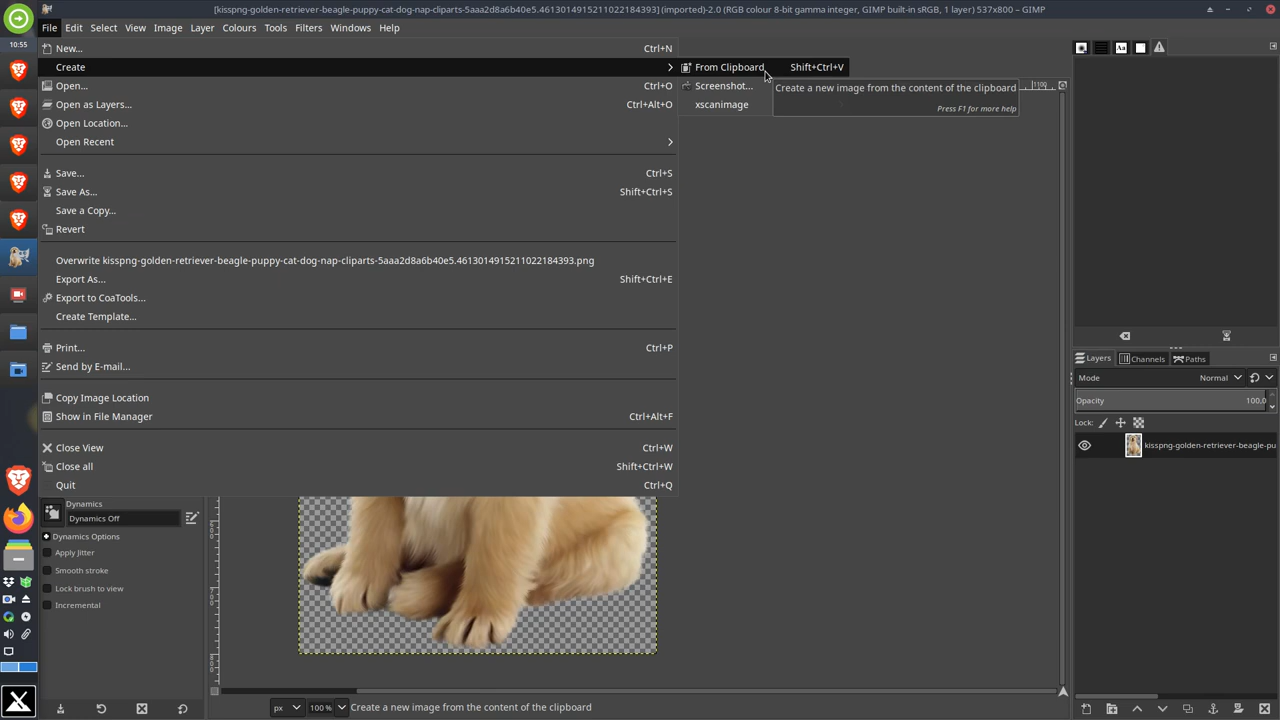 [kisspng-golden-retriever-beagle-puppy-cat-dog-nap-cliparts-5aaa2d8a6b40e5.4613014915211022184393] (imported)-2.0 (RGB colour 8-bit gamma integer, GIMP built-in sRGB, 1 layer) 537x800 – GIMP
File Edit Select View Image Layer Colours Tools Filters Windows Help
10:55
New... Ctrl+N
Create
From Clipboard Shift+Ctrl+V
Open... Ctrl+O
Screenshot...
Create a new image from the content of the clipboard
Open as Layers... Ctrl+Alt+O
xscanimage
Press F1 for more help
Open Location...
Open Recent
Save... Ctrl+S
Save As... Shift+Ctrl+S
Save a Copy...
Revert
Overwrite kisspng-golden-retriever-beagle-puppy-cat-dog-nap-cliparts-5aaa2d8a6b40e5.4613014915211022184393.png
Export As... Shift+Ctrl+E
Export to CoaTools...
Create Template...
Print... Ctrl+P
Send by E-mail...
Copy Image Location
Show in File Manager Ctrl+Alt+F
Close View Ctrl+W
Close all Shift+Ctrl+W
Quit Ctrl+Q
Dynamics
Dynamics Off
Dynamics Options
Apply Jitter
Smooth stroke
Lock brush to view
Incremental
px 100 % Create a new image from the content of the clipboard
1100
Aa
Layers Channels Paths
Mode Normal
Opacity 100.0
Lock:
kisspng-golden-retriever-beagle-pu